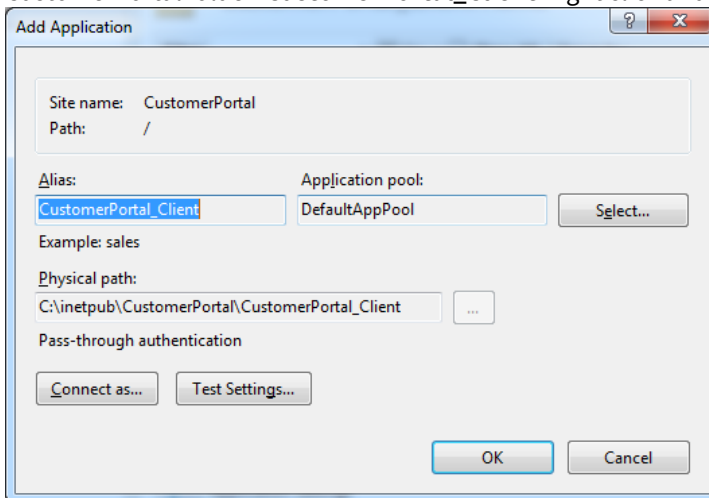 Add Application
Site name: CustomerPortal
Path: /
Alias: Application pool:
CustomerPortal_Client DefaultAppPool Select...
Example: sales
Physical path:
C:\inetpub\CustomerPortal\CustomerPortal_Client ...
Pass-through authentication
Connect as... Test Settings...
OK Cancel